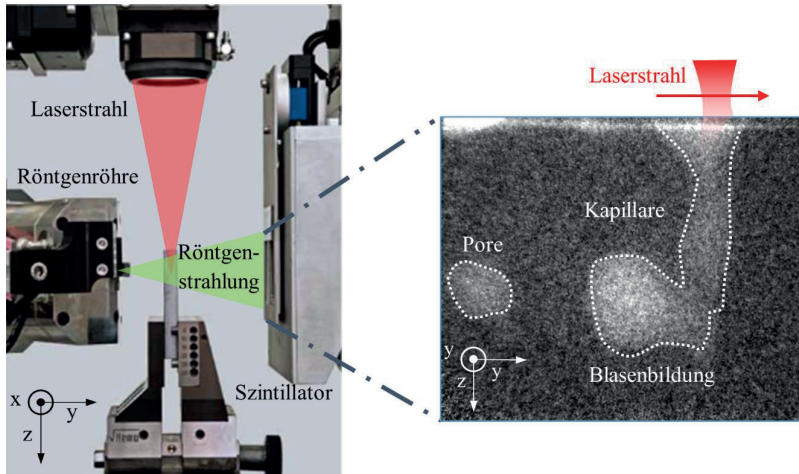 Laserstrahl
Röntgenröhre
Röntgen-
strahlung
Szintillator
x
y
z
Laserstrahl
Kapillare
Pore
Blasenbildung
y
y
z